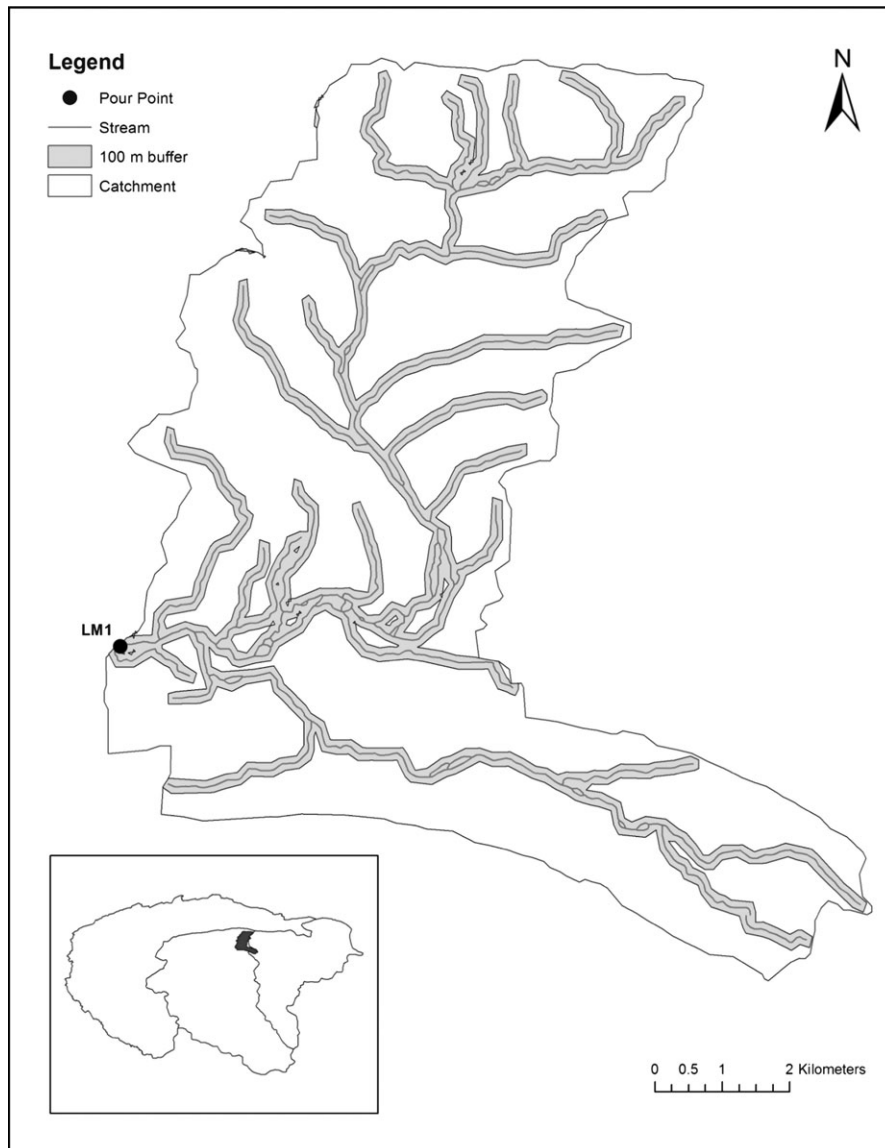 Legend
Pour Point
Stream
100 m buffer
Catchment
N
LM1
0 0.5 1 2 Kilometers